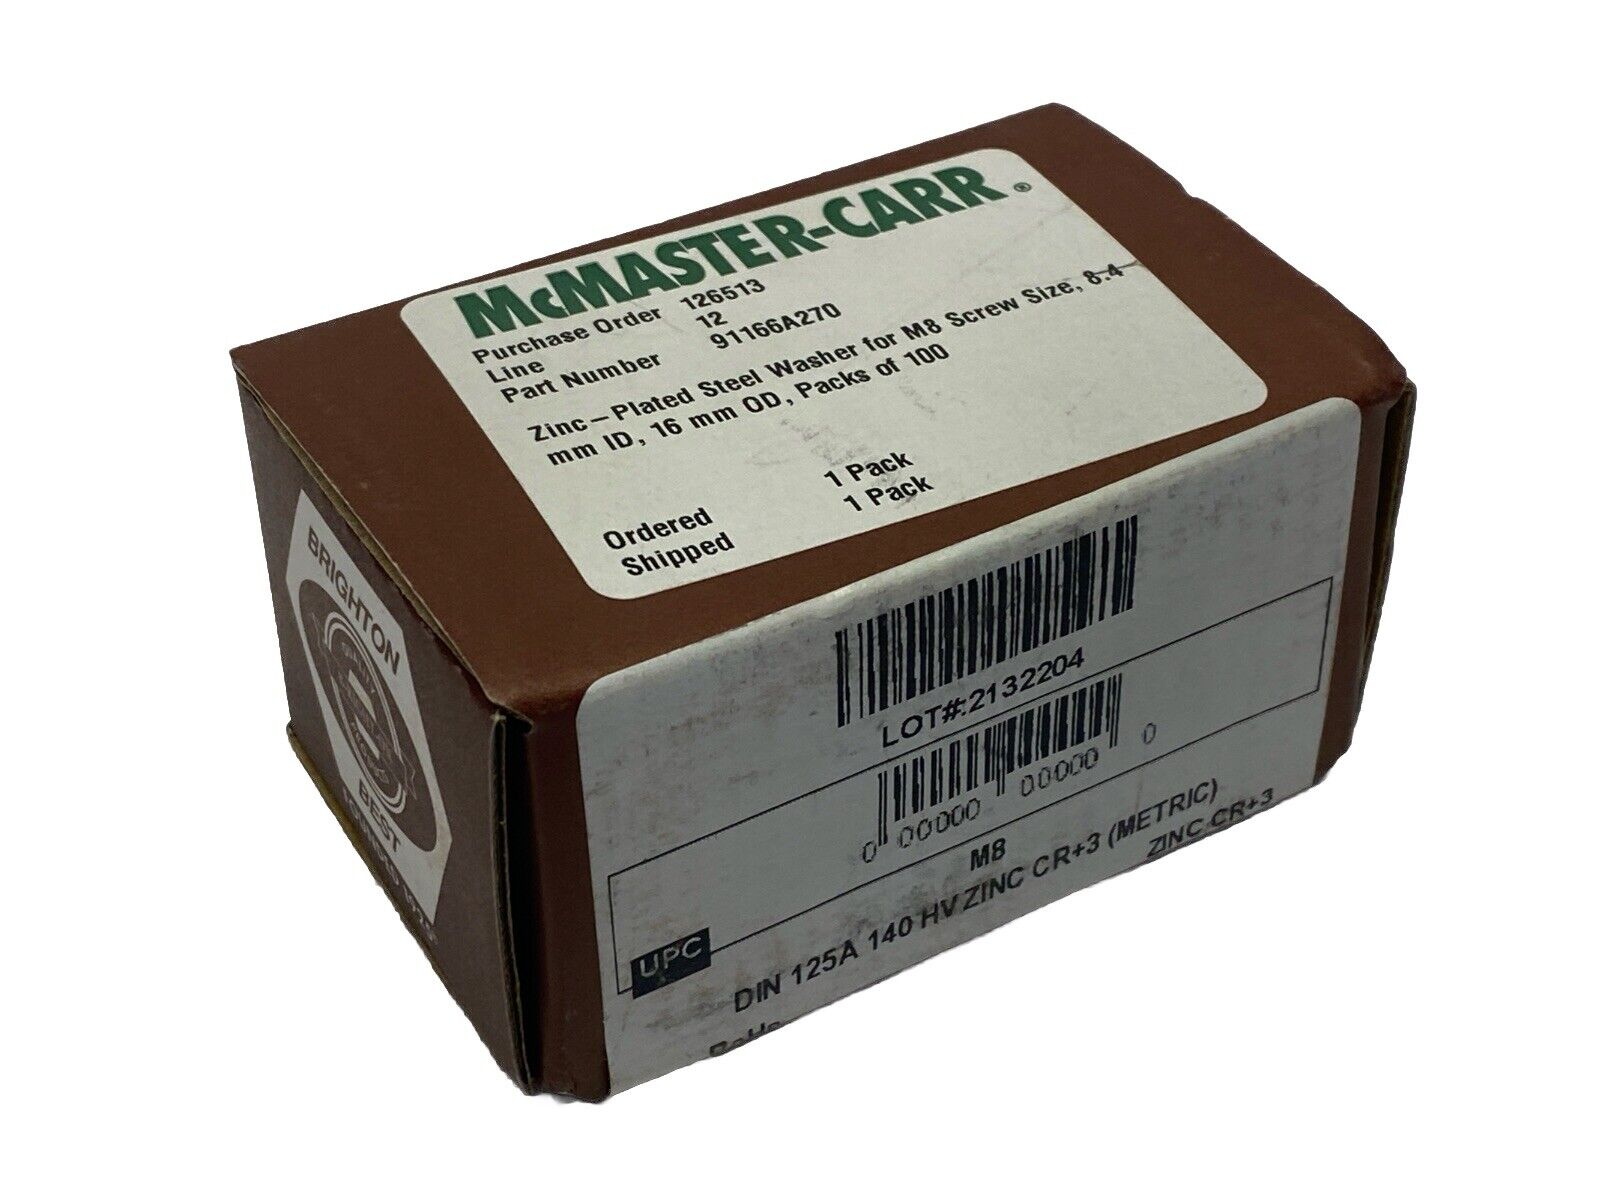 McMASTER-CARR®
Purchase Order 126513
Line 12
Part Number 91166A270
Zinc-Plated Steel Washer for M8 Screw Size, 8.4
mm ID, 16 mm OD, Packs of 100
Ordered 1 Pack
Shipped 1 Pack
LOT#:2132204
0 00000 00000 0
UPC
M8
DIN 125A 140 HV ZINC CR+3 (METRIC)
ZINC CR+3
RoHs
BRIGHTON
BEST